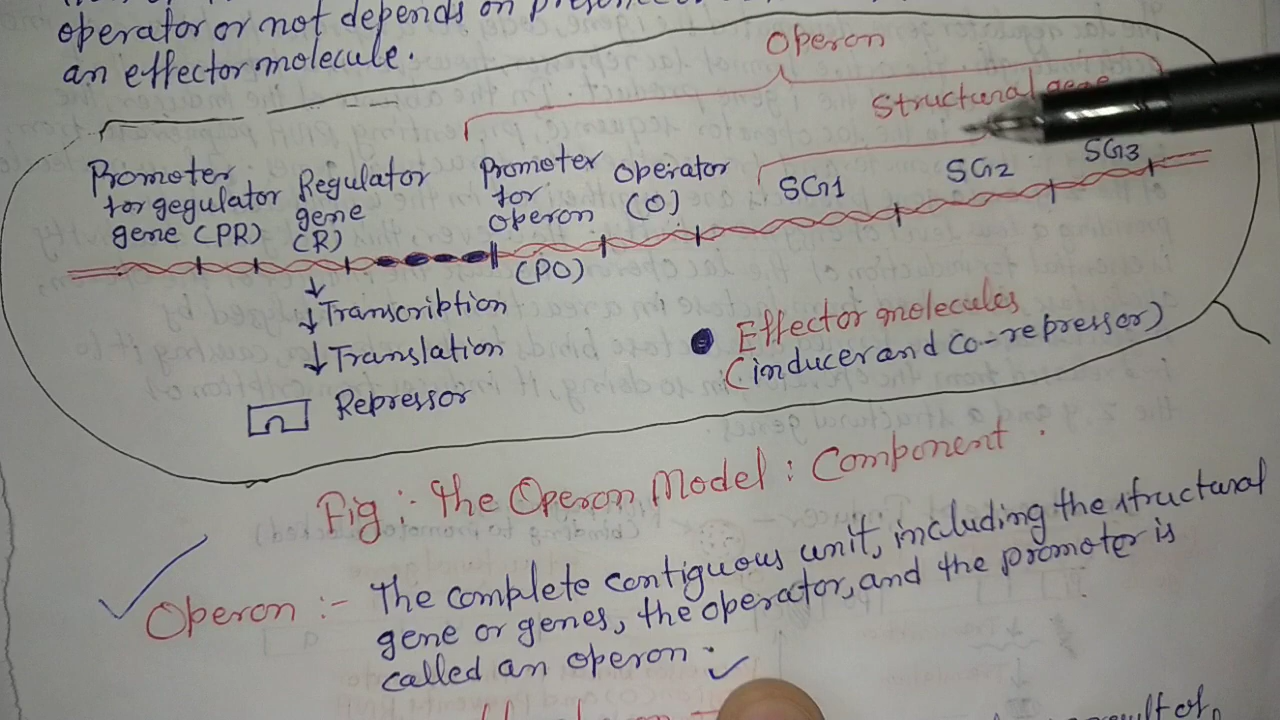 operator or not depends on
an effector molecule.
Operon
Structural gene
Promoter
for gegulator
gene (PR)
Regulator
gene
(R)
Promoter
for
operon
(PO)
Operator
(O)
SG1
SG2
SG3
Transcription
Translation
Repressor
Effector molecules
(inducer and Co-repressor)
Fig :- The Operon Model : Component :
Operon :- The complete contiguous unit, including the structural
gene or genes, the operator, and the promoter is
called an operon :